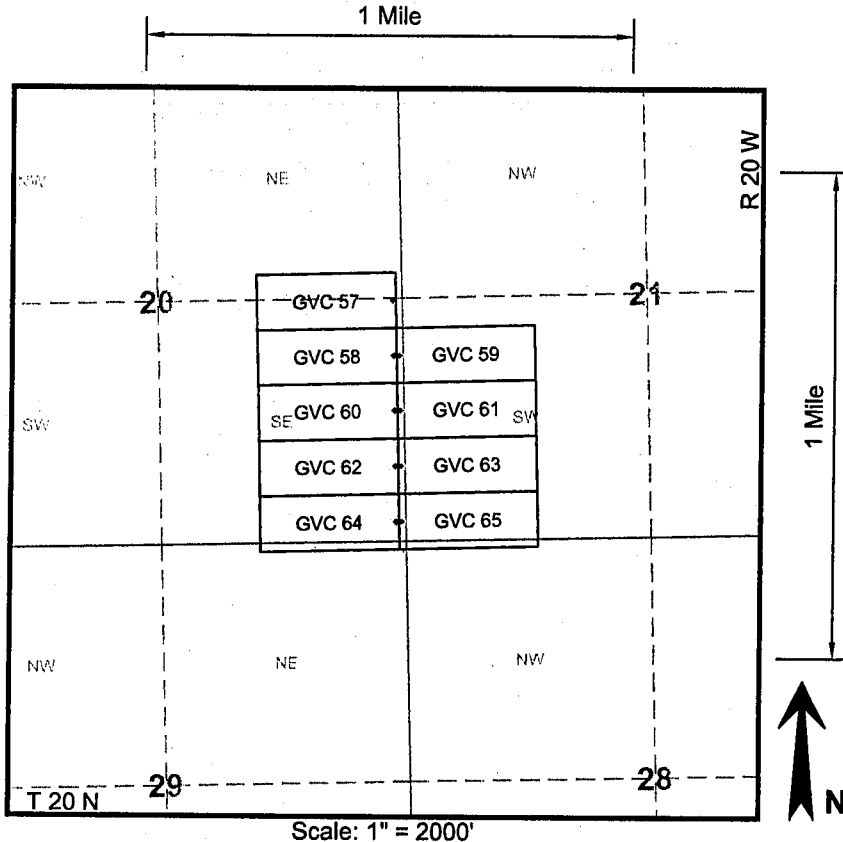 1 Mile
R 20 W
NW NE NW
GVC 57
20 21
GVC 58 GVC 59
SE GVC 60 GVC 61 SW
SW
GVC 62 GVC 63
GVC 64 GVC 65
1 Mile
NW NE NW
29 28
T 20 N
N
Scale: 1" = 2000'